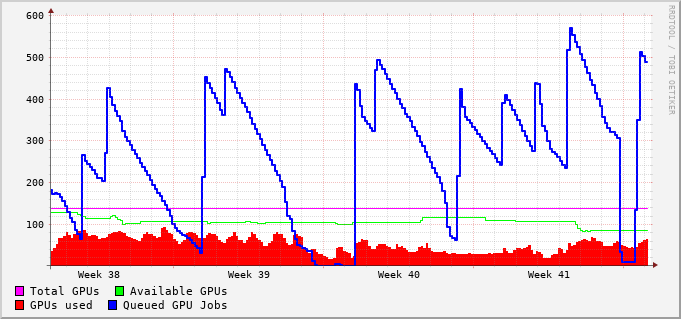 600
500
400
300
200
100
Week 38 Week 39 Week 40 Week 41
Total GPUs Available GPUs
GPUs used Queued GPU Jobs
RRDTOOL / TOBI OETIKER